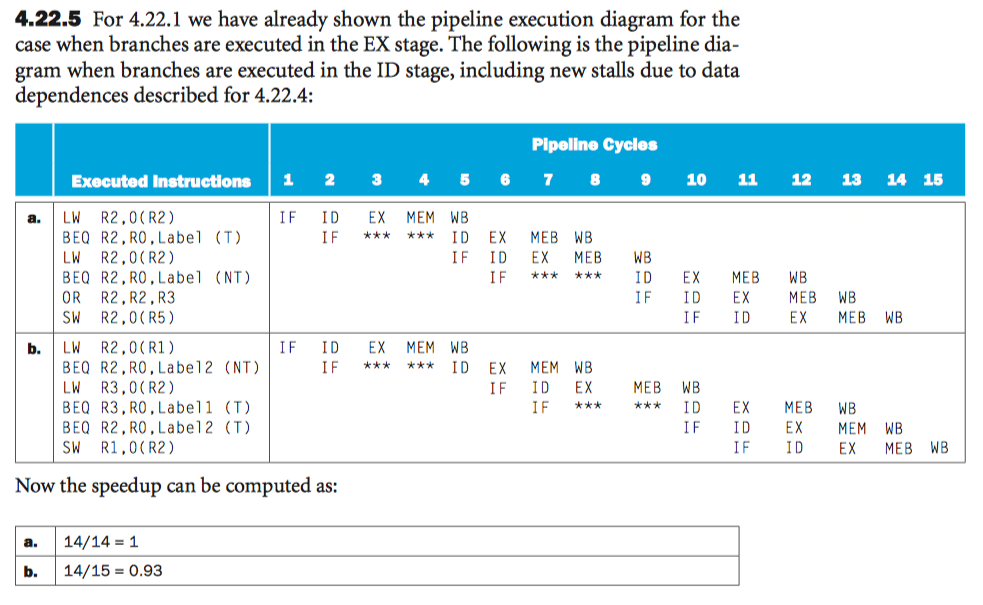 4.22.5 For 4.22.1 we have already shown the pipeline execution diagram for the
case when branches are executed in the EX stage. The following is the pipeline dia-
gram when branches are executed in the ID stage, including new stalls due to data
dependences described for 4.22.4:
Pipeline Cycles
Executed Instructions 1 2 3 4 5 6 7 8 9 10 11 12 13 14 15
a. LW R2,0(R2) IF ID EX MEM WB
BEQ R2,R0,Label (T) IF *** *** ID EX MEB WB
LW R2,0(R2) IF ID EX MEB WB
BEQ R2,R0,Label (NT) IF *** *** ID EX MEB WB
OR R2,R2,R3 IF ID EX MEB WB
SW R2,0(R5) IF ID EX MEB WB
b. LW R2,0(R1) IF ID EX MEM WB
BEQ R2,R0,Label2 (NT) IF *** *** ID EX MEM WB
LW R3,0(R2) IF ID EX MEB WB
BEQ R3,R0,Label1 (T) IF *** *** ID EX MEB WB
BEQ R2,R0,Label2 (T) IF ID EX MEM WB
SW R1,0(R2) IF ID EX MEB WB
Now the speedup can be computed as:
a. 14/14 = 1
b. 14/15 = 0.93